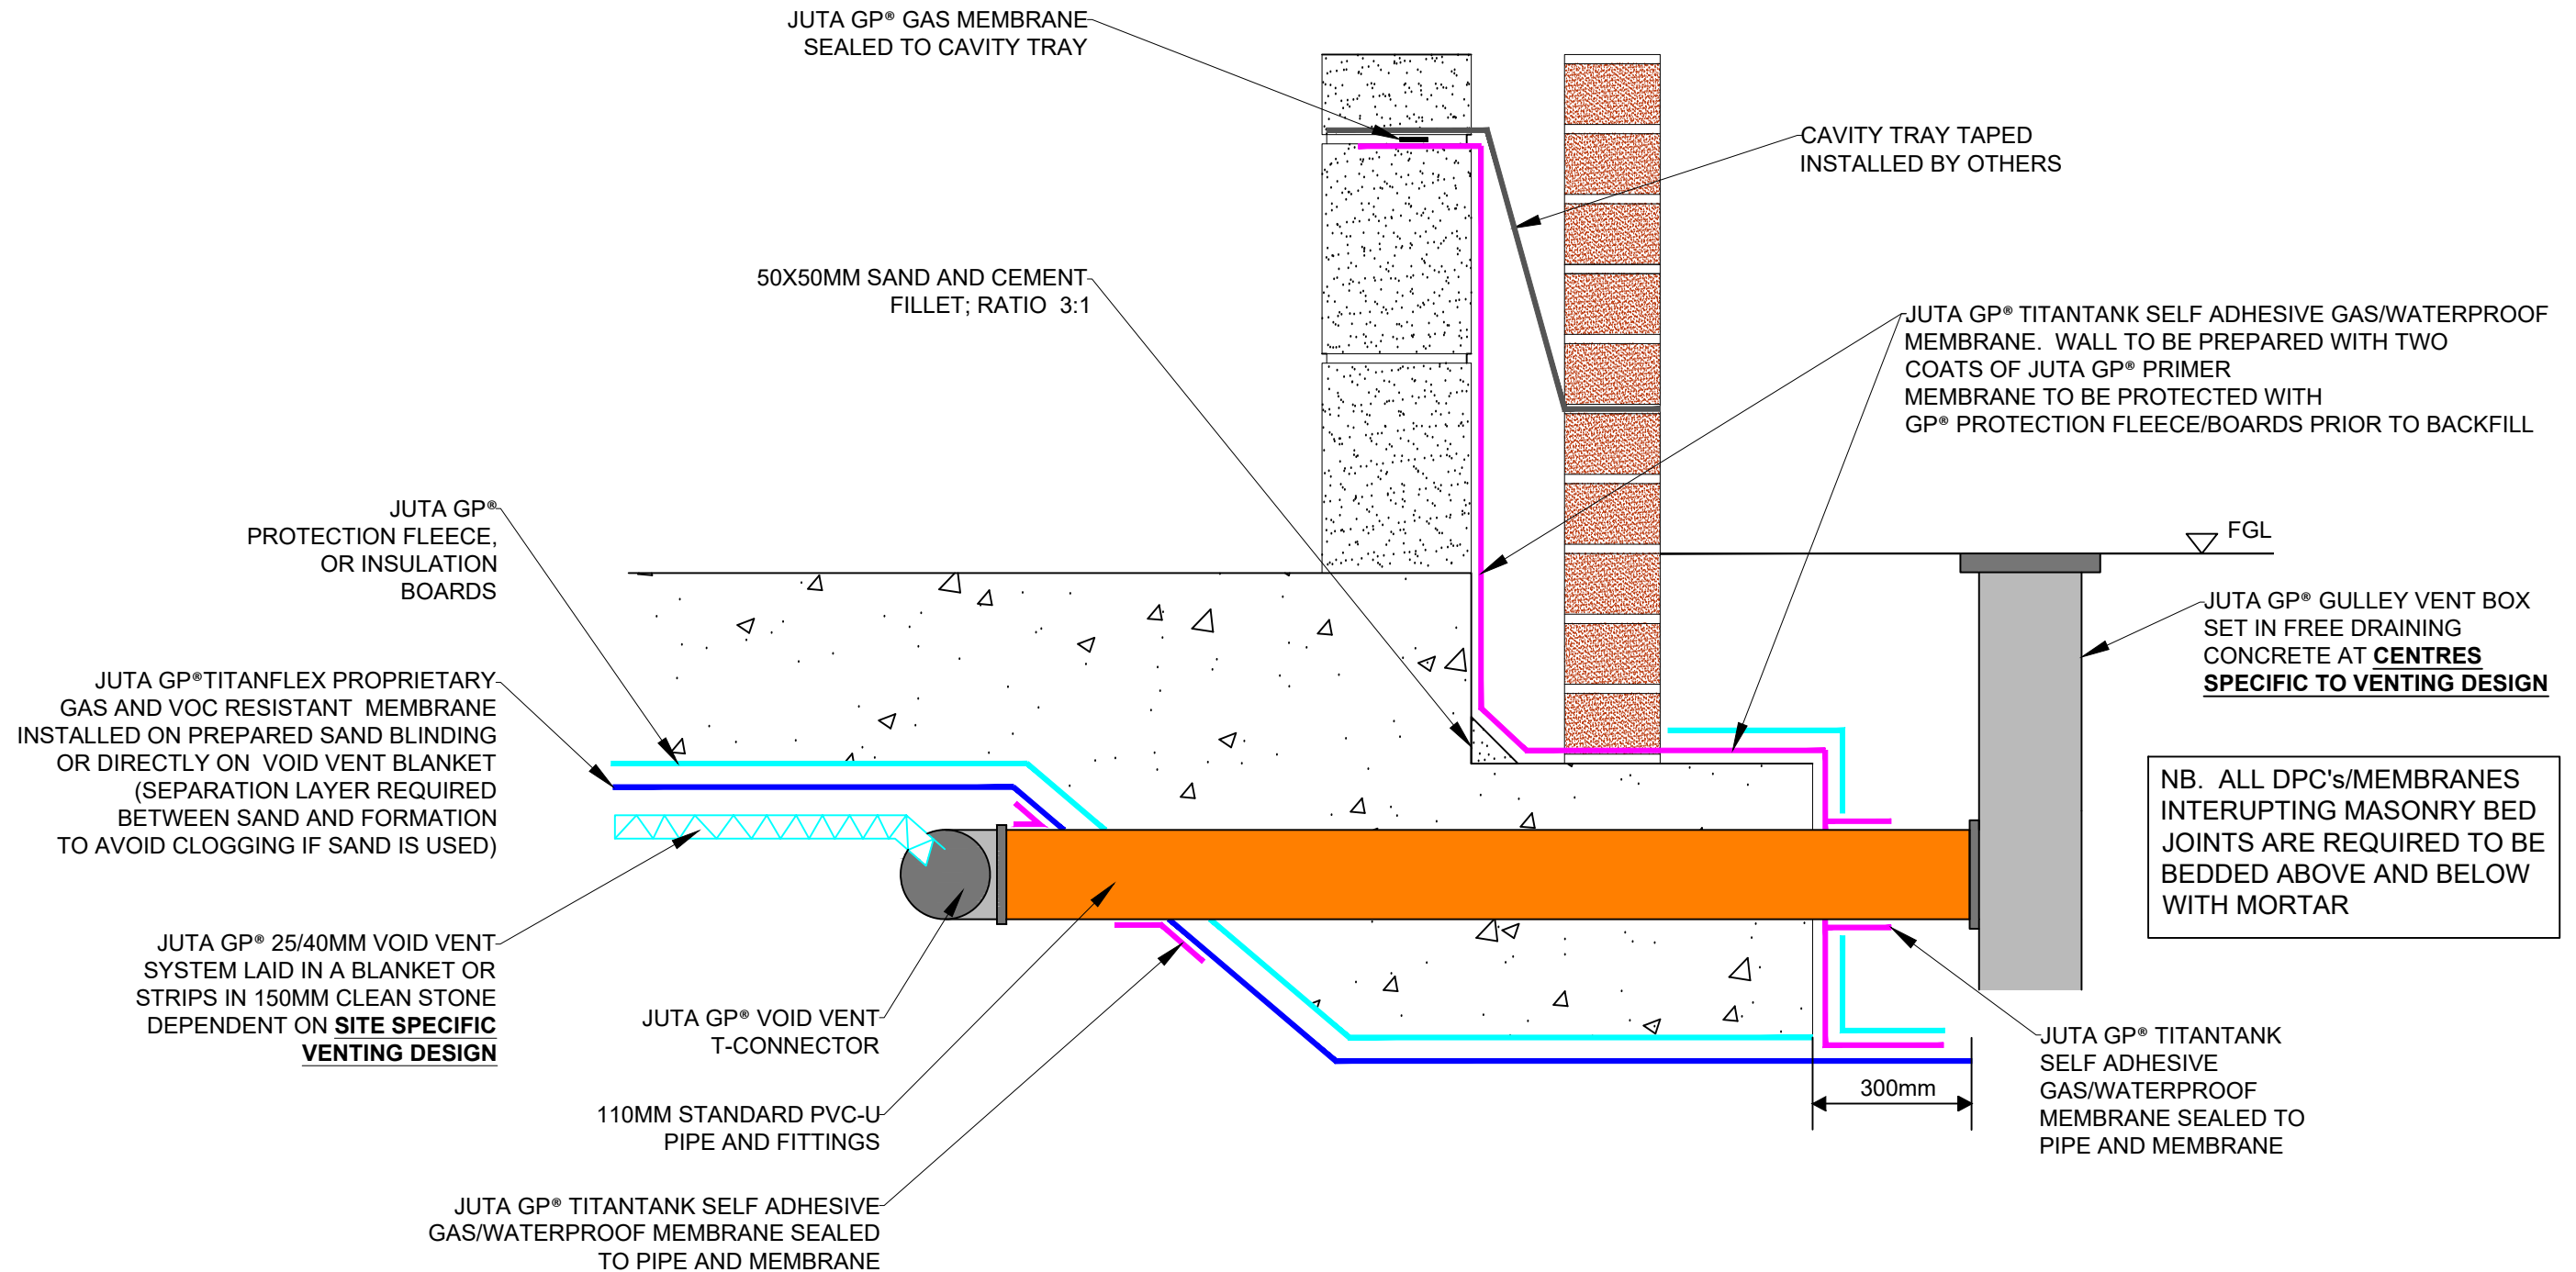 JUTA GP® GAS MEMBRANE
SEALED TO CAVITY TRAY
CAVITY TRAY TAPED
INSTALLED BY OTHERS
50X50MM SAND AND CEMENT
FILLET; RATIO 3:1
JUTA GP® TITANTANK SELF ADHESIVE GAS/WATERPROOF
MEMBRANE. WALL TO BE PREPARED WITH TWO
COATS OF JUTA GP® PRIMER
MEMBRANE TO BE PROTECTED WITH
GP® PROTECTION FLEECE/BOARDS PRIOR TO BACKFILL
JUTA GP®
PROTECTION FLEECE,
OR INSULATION
BOARDS
FGL
JUTA GP® GULLEY VENT BOX
SET IN FREE DRAINING
CONCRETE AT CENTRES
SPECIFIC TO VENTING DESIGN
JUTA GP®TITANFLEX PROPRIETARY
GAS AND VOC RESISTANT MEMBRANE
INSTALLED ON PREPARED SAND BLINDING
OR DIRECTLY ON VOID VENT BLANKET
(SEPARATION LAYER REQUIRED
BETWEEN SAND AND FORMATION
TO AVOID CLOGGING IF SAND IS USED)
NB. ALL DPC's/MEMBRANES
INTERUPTING MASONRY BED
JOINTS ARE REQUIRED TO BE
BEDDED ABOVE AND BELOW
WITH MORTAR
JUTA GP® 25/40MM VOID VENT
SYSTEM LAID IN A BLANKET OR
STRIPS IN 150MM CLEAN STONE
DEPENDENT ON SITE SPECIFIC
VENTING DESIGN
JUTA GP® VOID VENT
T-CONNECTOR
JUTA GP® TITANTANK
SELF ADHESIVE
GAS/WATERPROOF
MEMBRANE SEALED TO
PIPE AND MEMBRANE
300mm
110MM STANDARD PVC-U
PIPE AND FITTINGS
JUTA GP® TITANTANK SELF ADHESIVE
GAS/WATERPROOF MEMBRANE SEALED
TO PIPE AND MEMBRANE